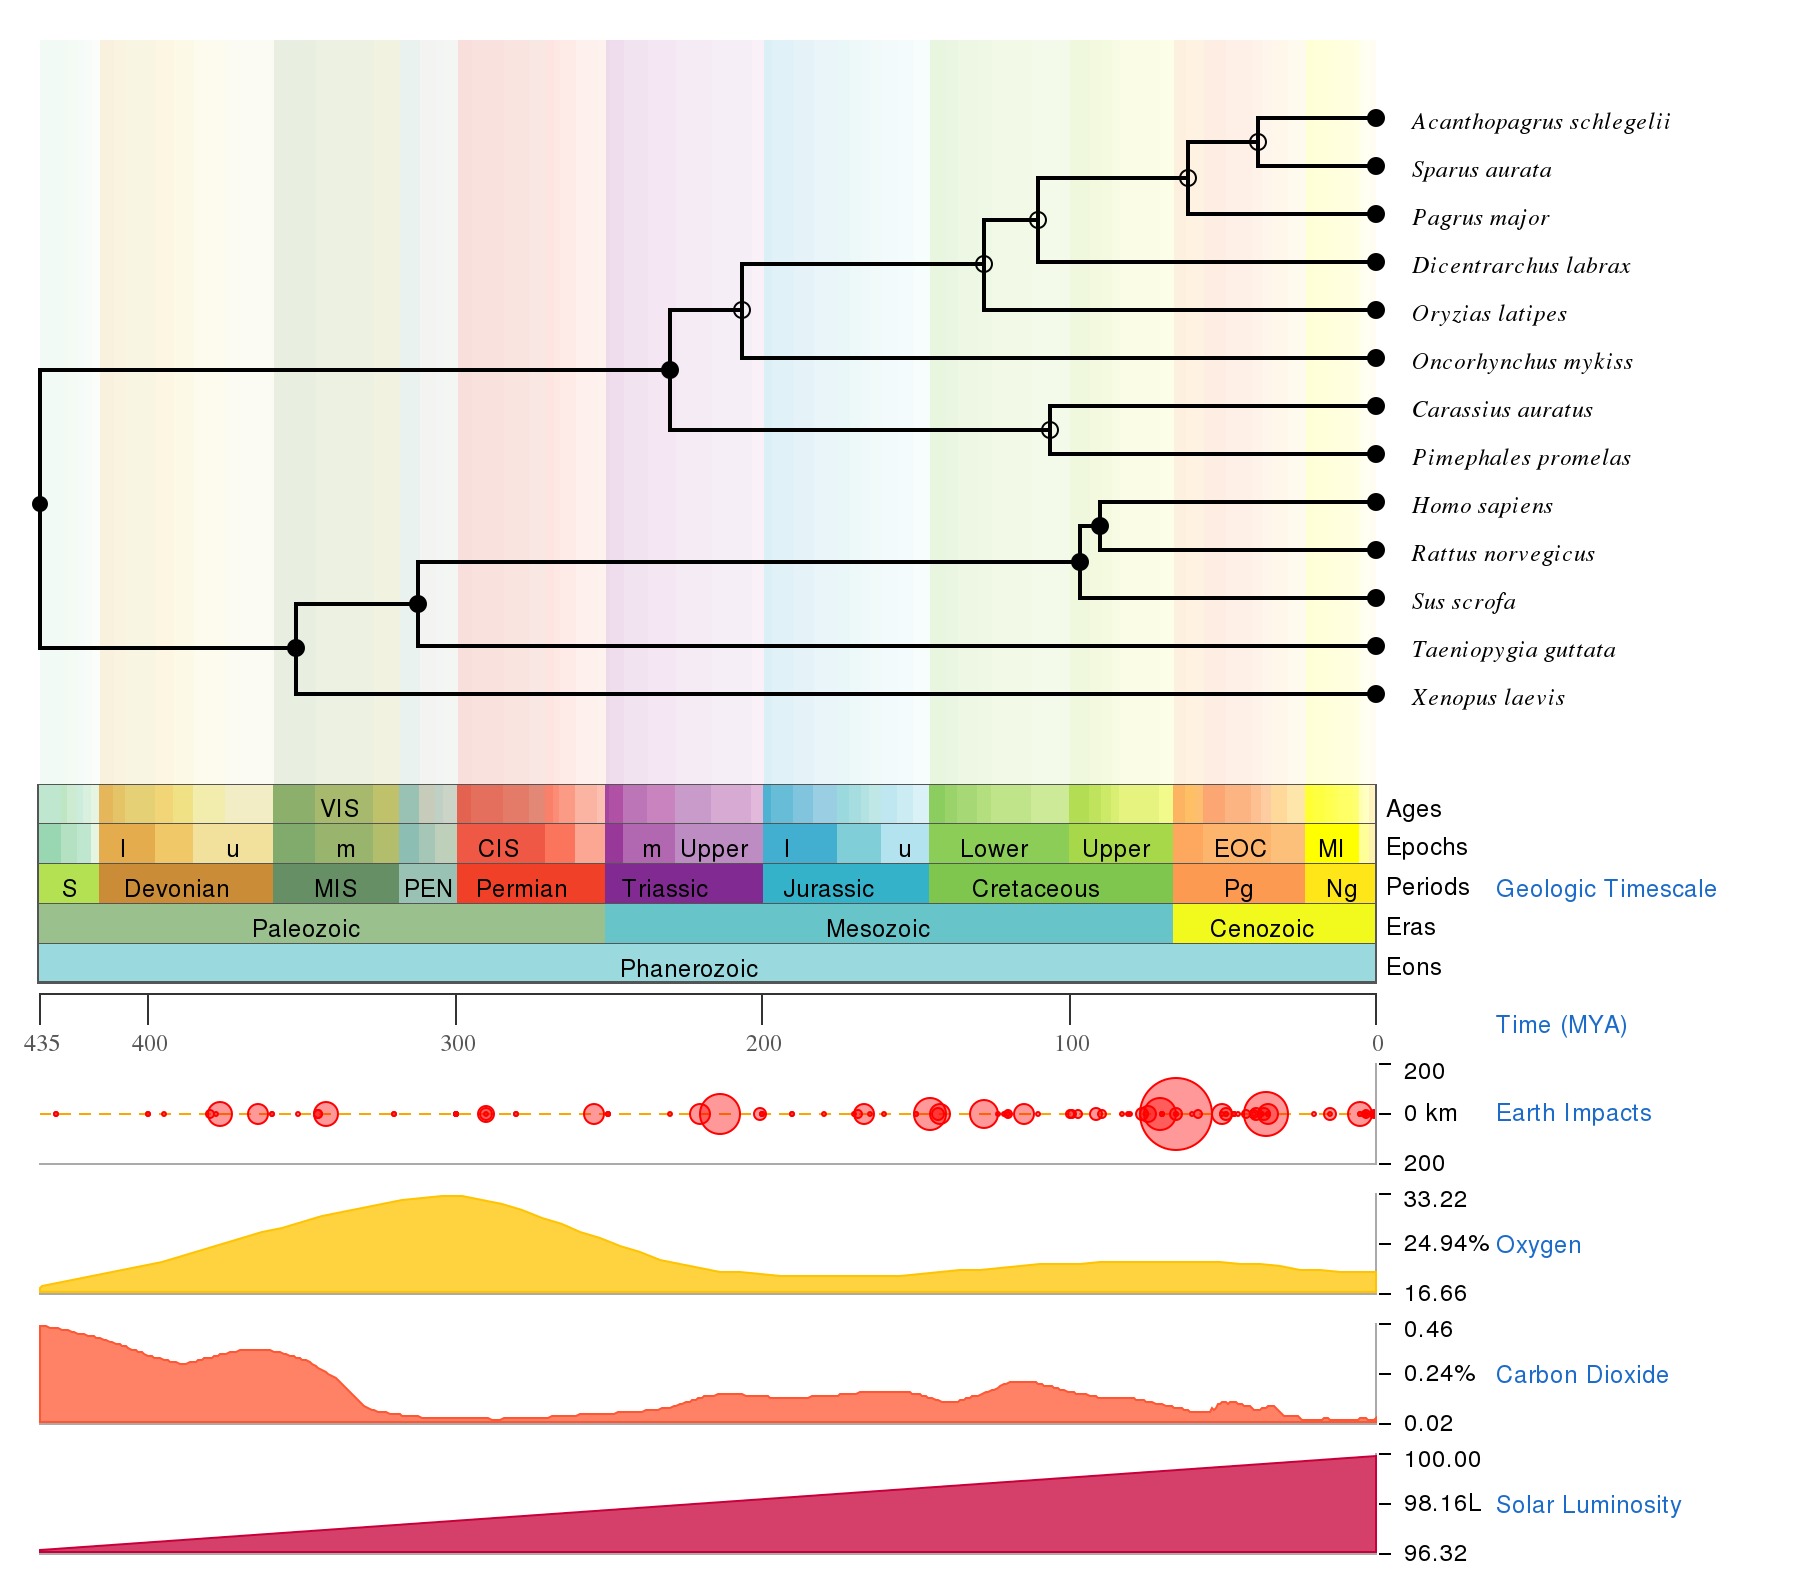 Acanthopagrus schlegelii
Sparus aurata
Pagrus major
Dicentrarchus labrax
Oryzias latipes
Oncorhynchus mykiss
Carassius auratus
Pimephales promelas
Homo sapiens
Rattus norvegicus
Sus scrofa
Taeniopygia guttata
Xenopus laevis
VIS Ages
l u m CIS m Upper l u Lower Upper EOC MI Epochs
S Devonian MIS PEN Permian Triassic Jurassic Cretaceous Pg Ng Periods Geologic Timescale
Paleozoic Mesozoic Cenozoic Eras
Phanerozoic Eons
Time (MYA)
435 400 300 200 100 0
200
0 km Earth Impacts
200
33.22
24.94% Oxygen
16.66
0.46
0.24% Carbon Dioxide
0.02
100.00
98.16L Solar Luminosity
96.32